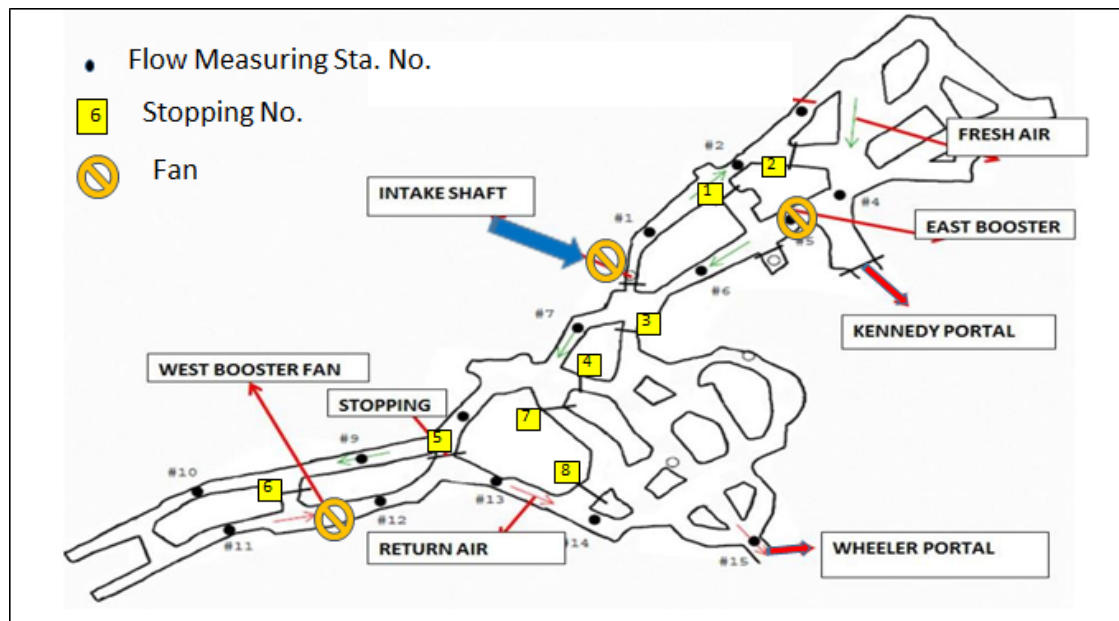 Flow Measuring Sta. No.
6
Stopping No.
Fan
FRESH AIR
#2
2
INTAKE SHAFT
1
#4
#1
EAST BOOSTER
#5
#6
#7
3
KENNEDY PORTAL
WEST BOOSTER FAN
4
STOPPING
7
5
#9
8
#10
6
#13
#12
#11
RETURN AIR
#14
#15
WHEELER PORTAL